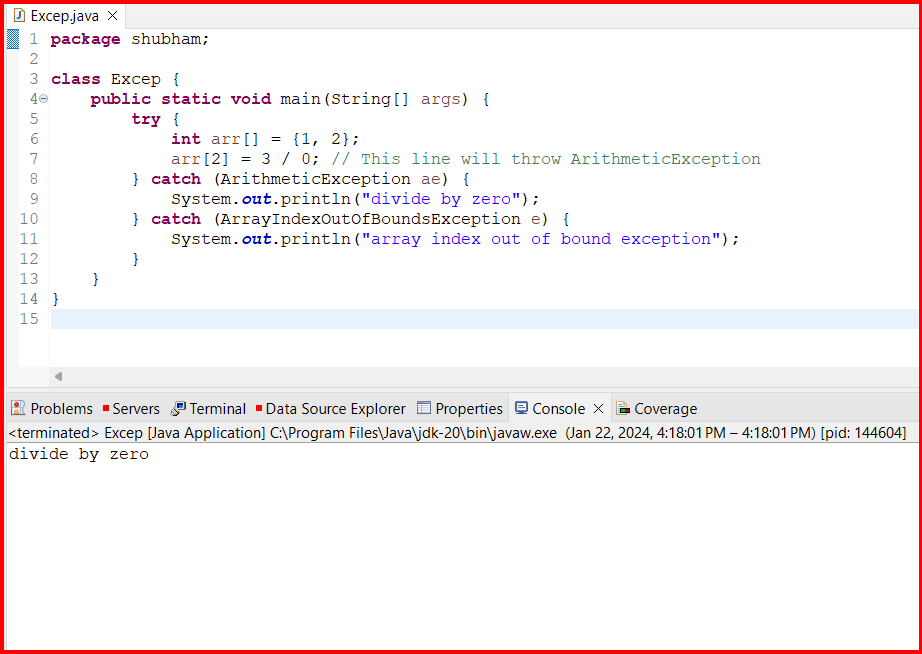 Excep.java
1 package shubham;
2
3 class Excep {
4 public static void main(String[] args) {
5 try {
6 int arr[] = {1, 2};
7 arr[2] = 3 / 0; // This line will throw ArithmeticException
8 } catch (ArithmeticException ae) {
9 System.out.println("divide by zero");
10 } catch (ArrayIndexOutOfBoundsException e) {
11 System.out.println("array index out of bound exception");
12 }
13 }
14 }
15
Problems Servers Terminal Data Source Explorer Properties Console Coverage
<terminated> Excep [Java Application] C:\Program Files\Java\jdk-20\bin\javaw.exe (Jan 22, 2024, 4:18:01 PM – 4:18:01 PM) [pid: 144604]
divide by zero